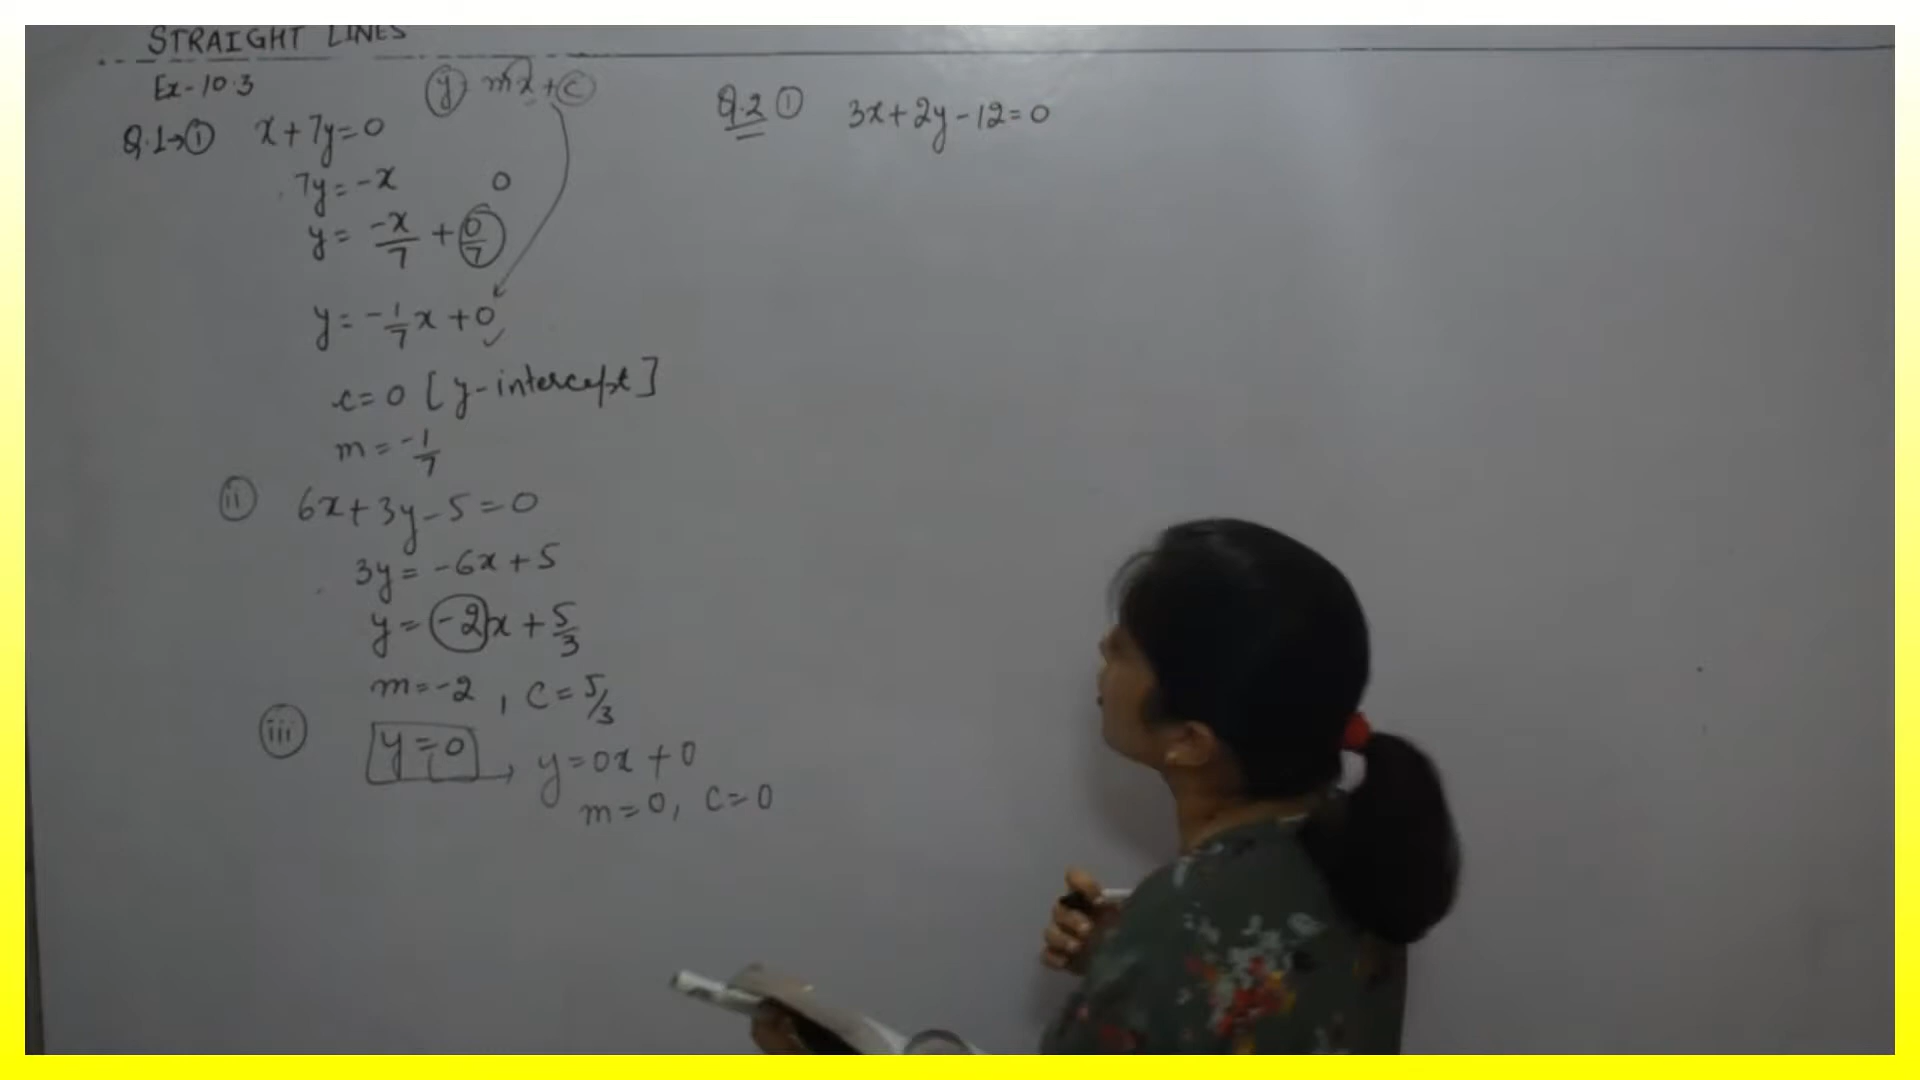 STRAIGHT LINES
Ex-10.3
y mx + c
Q.1→① x+7y=0
7y=-x 0
y= -x/7 + 0/7
y= -1/7 x +0
c=0 [y-intercept]
m = -1/7
ii 6x+3y-5=0
3y= -6x+5
y= -2x + 5/3
m=-2, C=5/3
iii y=0 → y=0x+0
m=0, C=0
Q.2 ① 3x+2y-12=0